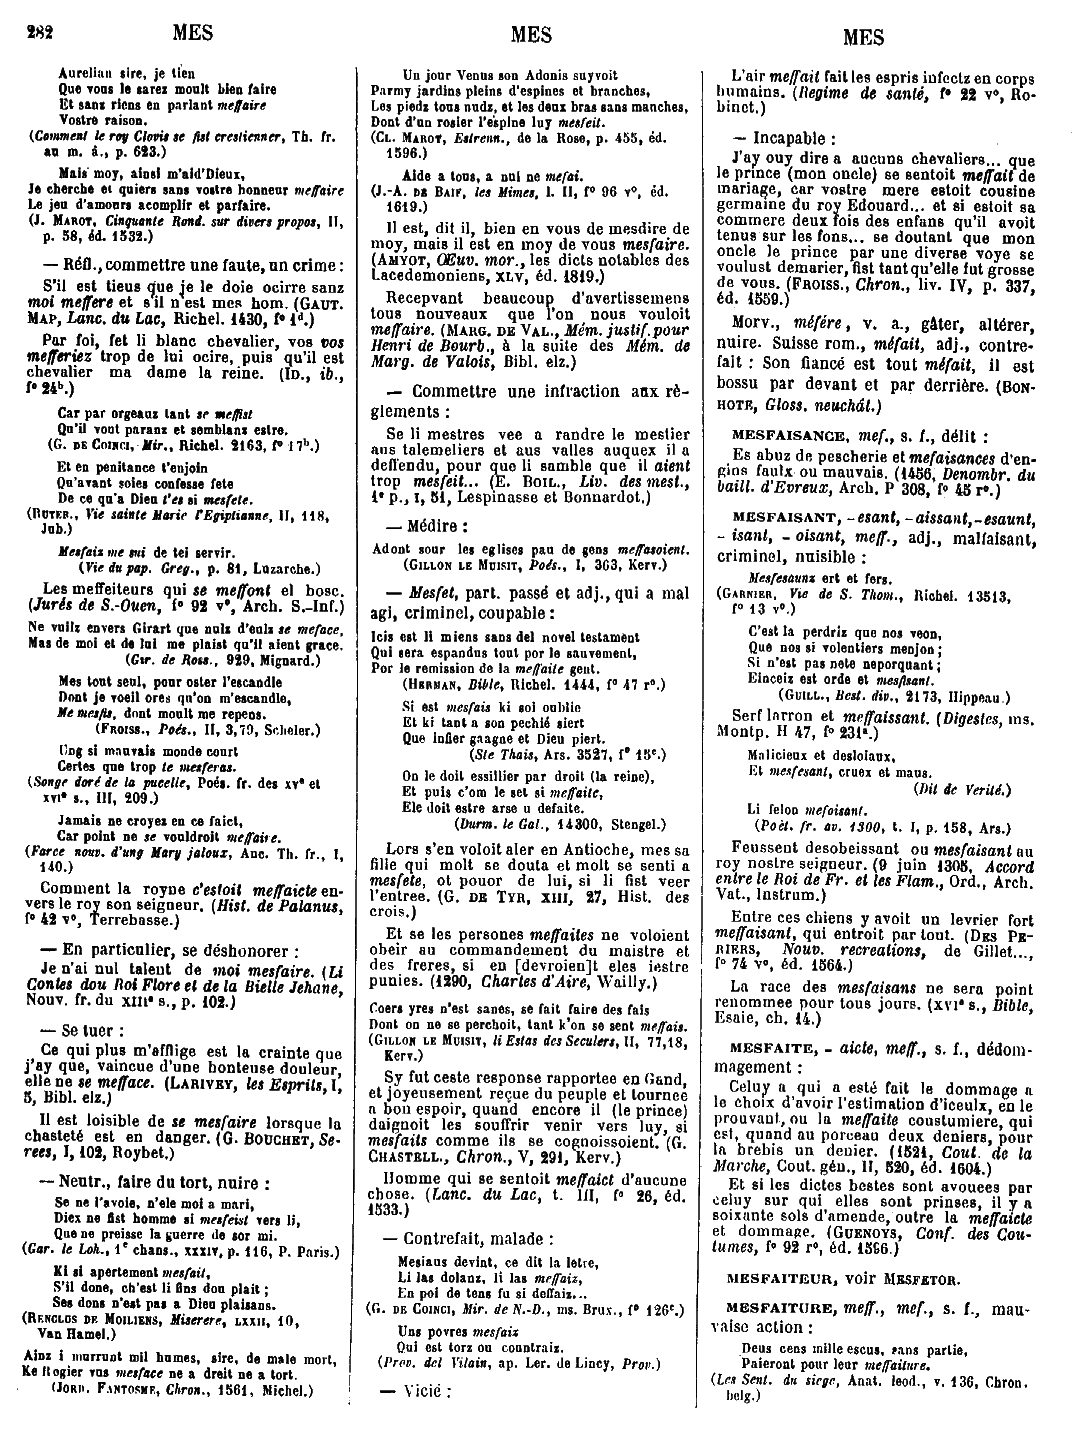 282 MES MES MES
Aurelian sire, je tien
Que vous le sarez moult bien faire
Et sanz riens en parlant meffaire
Vostre raison.
(Comment le roy Clovis se fist crestienner, Th. fr.
au m. â., p. 623.)
Mais moy, ainsi m'aid'Dieux,
Je cherche et quiers sans vostre honneur meffaire
Le jeu d'amours acomplir et parfaire.
(J. MAROT, Cinquante Rond. sur divers propos, II,
p. 58, éd. 1532.)
— Réfl., commettre une faute, un crime :
S'il est tieus que je le doie ocirre sanz
moi meffere et s'il n'est mes hom. (GAUT.
MAP, Lanc. du Lac, Richel. 1430, f° 1d.)
Par foi, fet li blanc chevalier, vos vos
mefferiez trop de lui ocire, puis qu'il est
chevalier ma dame la reine. (ID., ib.,
f° 24b.)
Car par orgeauz tant se meffist
Qu'il vout paranz et semblanz estre.
(G. DE COINCI, Mir., Richel. 2163, f° 17b.)
Et en penitance t'enjoin
Qu'avant soies confesse fete
De ce qu'a Dieu t'es si mesfete.
(RUTEB., Vie sainte Marie l'Egiptianne, II, 118,
Jub.)
Mesfaiz me sui de tei servir.
(Vie du pap. Greg., p. 81, Luzarche.)
Les meffeiteurs qui se meffont el bosc.
(Jurés de S.-Ouen, f° 92 v°, Arch. S.-Inf.)
Ne vuilz envers Girart que nulz d'eulz se meface,
Mas de moi et de lui me plaist qu'il aient grace.
(Gir. de Ross., 929, Mignard.)
Mes tout seul, pour oster l'escandle
Dont je voeil ores qu'on m'escandle,
Me mesfis, dont moult me repens.
(FROISS., Poés., II, 3,79, Scheler.)
Ung si mauvais monde court
Certes que trop te mesferas.
(Songe doré de la pucelle, Poés. fr. des xv° et
xvi° s., III, 209.)
Jamais ne croyez en ce faict,
Car point ne se vouldroit meffaire.
(Farce nouv. d'ung Mary jaloux, Anc. Th. fr., I,
140.)
Comment la royne c'estoit meffaicte en-
vers le roy son seigneur. (Hist. de Palanus,
f° 42 v°, Terrebasse.)
— En particulier, se déshonorer :
Je n'ai nul talent de moi mesfaire. (Li
Contes dou Roi Flore et de la Bielle Jehane,
Nouv. fr. du XIII° s., p. 102.)
— Se tuer :
Ce qui plus m'afflige est la crainte que
j'ay que, vaincue d'une honteuse douleur,
elle ne se mefface. (LARIVEY, les Esprits, I,
5, Bibl. elz.)
Il est loisible de se mesfaire lorsque la
chasteté est en danger. (G. BOUCHET, Se-
rees, I, 102, Roybet.)
— Neutr., faire du tort, nuire :
Se ne l'avoie, n'ele moi a mari,
Diex ne fist homme si mesfeist vers li,
Que ne preisse la guerre de sor mi.
(Gar. le Loh., 1e chans., XXXIV, p. 116, P. Paris.)
Ki si apertement mesfait,
S'il done, ch'est li fins dou plait ;
Ses dons n'est pas a Dieu plaisans.
(RENCLUS DE MOILIENS, Miserere, LXXII, 10,
Van Hamel.)
Ainz i murrunt mil humes, sire, de male mort,
Ke Rogier vus mesface ne a dreit ne a tort.
(JORD. FANTOSME, Chron., 1561, Michel.)
Un jour Venus son Adonis suyvoit
Parmy jardins pleins d'espines et branches,
Les piedz tous nudz, et les deux bras sans manches,
Dont d'un rosier l'espine luy mesfeit.
(CL. MAROT, Estrenn., de la Rose, p. 455, éd.
1596.)
Aide a tous, a nul ne mefai.
(J.-A. DE BAIF, les Mimes, l. II, f° 96 v°, éd.
1619.)
Il est, dit il, bien en vous de mesdire de
moy, mais il est en moy de vous mesfaire.
(AMYOT, Œuv. mor., les dicts notables des
Lacedemoniens, XLV, éd. 1819.)
Recepvant beaucoup d'avertissemens
tous nouveaux que l'on nous vouloit
meffaire. (MARG. DE VAL., Mém. justif. pour
Henri de Bourb., à la suite des Mém. de
Marg. de Valois, Bibl. elz.)
— Commettre une infraction aux rè-
glements :
Se li mestres vee a randre le mestier
aus talemeliers et aus valles auquex il a
deffendu, pour que li samble que il aient
trop mesfeit... (E. BOIL., Liv. des mest.,
1° p., I, 51, Lespinasse et Bonnardot.)
— Médire :
Adont sour les eglises pau de gens meffasoient.
(GILLON LE MUISIT, Poés., I, 363, Kerv.)
— Mesfet, part. passé et adj., qui a mal
agi, criminel, coupable :
Icis est li miens sans del novel testament
Qui sera espandus tout por le sauvement,
Por le remission de la meffaite gent.
(HERMAN, Bible, Richel. 1444, f° 47 r°.)
Si est mesfais ki sol oublie
Et ki tant a son pechié siert
Que infier gaagne et Dieu piert.
(Ste Thais, Ars. 3527, f° 15c.)
On le doit essillier par droit (la reine),
Et puis c'om le set si meffaite,
Ele doit estre arse u defaite.
(Durm. le Gal., 14300, Stengel.)
Lors s'en voloit aler en Antioche, mes sa
fille qui molt se douta et molt se senti a
mesfete, ot pouor de lui, si li fist veer
l'entree. (G. DE TYR, XIII, 27, Hist. des
crois.)
Et se les persones meffaites ne voloient
obeir au commandement du maistre et
des freres, si en [devroien]t eles iestre
punies. (1290, Charles d'Aire, Wailly.)
Coers yres n'est sanes, se fait faire des fais
Dont on ne se perchoit, tant k'on se sent meffais.
(GILLON LE MUISIT, li Estas des Seculers, II, 77,18,
Kerv.)
Sy fut ceste response rapportee en Gand,
et joyeusement reçue du peuple et tournee
a bon espoir, quand encore il (le prince)
daignoit les souffrir venir vers luy, si
mesfaits comme ils se cognoissoient. (G.
CHASTELL., Chron., V, 291, Kerv.)
Homme qui se sentoit meffaict d'aucune
chose. (Lanc. du Lac, t. III, f° 26, éd.
1533.)
— Contrefait, malade :
Mesiaus devint, ce dit la letre,
Li las dolanz, li las meffaiz,
En poi de tens fu si deffaiz...
(G. DE COINCI, Mir. de N.-D., ms. Brux., f° 126c.)
Uns povres mesfaix
Qui est torz ou conntraiz.
(Prov. del Vilain, ap. Ler. de Lincy, Prov.)
— Vicié :
L'air meffait fait les espris infectz en corps
humains. (Regime de santé, f° 22 v°, Ro-
binet.)
— Incapable :
J'ay ouy dire a aucuns chevaliers... que
le prince (mon oncle) se sentoit meffait de
mariage, car vostre mere estoit cousine
germaine du roy Edouard... et si estoit sa
commere deux fois des enfans qu'il avoit
tenus sur les fons... se doutant que mon
oncle le prince par une diverse voye se
voulust demarier, fist tant qu'elle fut grosse
de vous. (FROISS., Chron., liv. IV, p. 337,
éd. 1559.)
Morv., méfére, v. a., gâter, altérer,
nuire. Suisse rom., méfait, adj., contre-
fait : Son fiancé est tout méfait, il est
bossu par devant et par derrière. (BON-
HOTE, Gloss. neuchât.)
MESFAISANCE, mef., s. f., délit :
Es abuz de pescherie et mefaisances d'en-
gins faulx ou mauvais. (1456, Denombr. du
baill. d'Evreux, Arch. P 308, f° 45 r°.)
MESFAISANT, -esant, -aissant, -esaunt,
- isant, - oisant, meff., adj., malfaisant,
criminel, nuisible :
Mesfesaunz ert et fers.
(GARNIER, Vie de S. Thom., Richel. 13513,
f° 13 v°.)
C'est la perdriz que nos veon,
Que nos si volentiers menjon ;
Si n'est pas nete neporquant ;
Einceiz est orde et mesfisant.
(GUILL., Best. div., 2173, Hippeau.)
Serf larron et meffaissant. (Digestes, ms.
Montp. H 47, f° 231a.)
Malicieux et desloiaux,
Et mesfesant, cruex et maus.
(Dit de Verité.)
Li felon mefaisant.
(Poèt. fr. av. 1300, t. I, p. 158, Ars.)
Feussent desobeissant ou mesfaisant au
roy nostre seigneur. (9 juin 1305, Accord
entre le Roi de Fr. et les Flam., Ord., Arch.
Vat., Instrum.)
Entre ces chiens y avoit un levrier fort
meffaisant, qui entroit par tout. (DES PE-
RIERS, Nouv. recreations, de Gillet...,
f° 74 v°, éd. 1564.)
La race des mesfaisans ne sera point
renommee pour tous jours. (XVI° s., Bible,
Esaie, ch. 14.)
MESFAITE, - aicte, meff., s. f., dédom-
magement :
Celuy a qui a esté fait le dommage a
le choix d'avoir l'estimation d'iceulx, en le
prouvant, ou la meffaite coustumiere, qui
est, quand au porceau deux deniers, pour
la brebis un denier. (1521, Cout. de la
Marche, Cout. gén., II, 520, éd. 1604.)
Et si les dictes bestes sont avouees par
celuy sur qui elles sont prinses, il y a
soixante sols d'amende, outre la meffaicte
et dommage. (GUENOYS, Conf. des Cou-
tumes, f° 92 r°, éd. 1566.)
MESFAITEUR, voir MESFETOR.
MESFAITURE, meff., mef., s. f., mau-
vaise action :
Deus cens mille escus, sans partie,
Paieront pour leur meffaiture.
(Les Sent. du siege, Anat. leod., v. 136, Chron.
belg.)